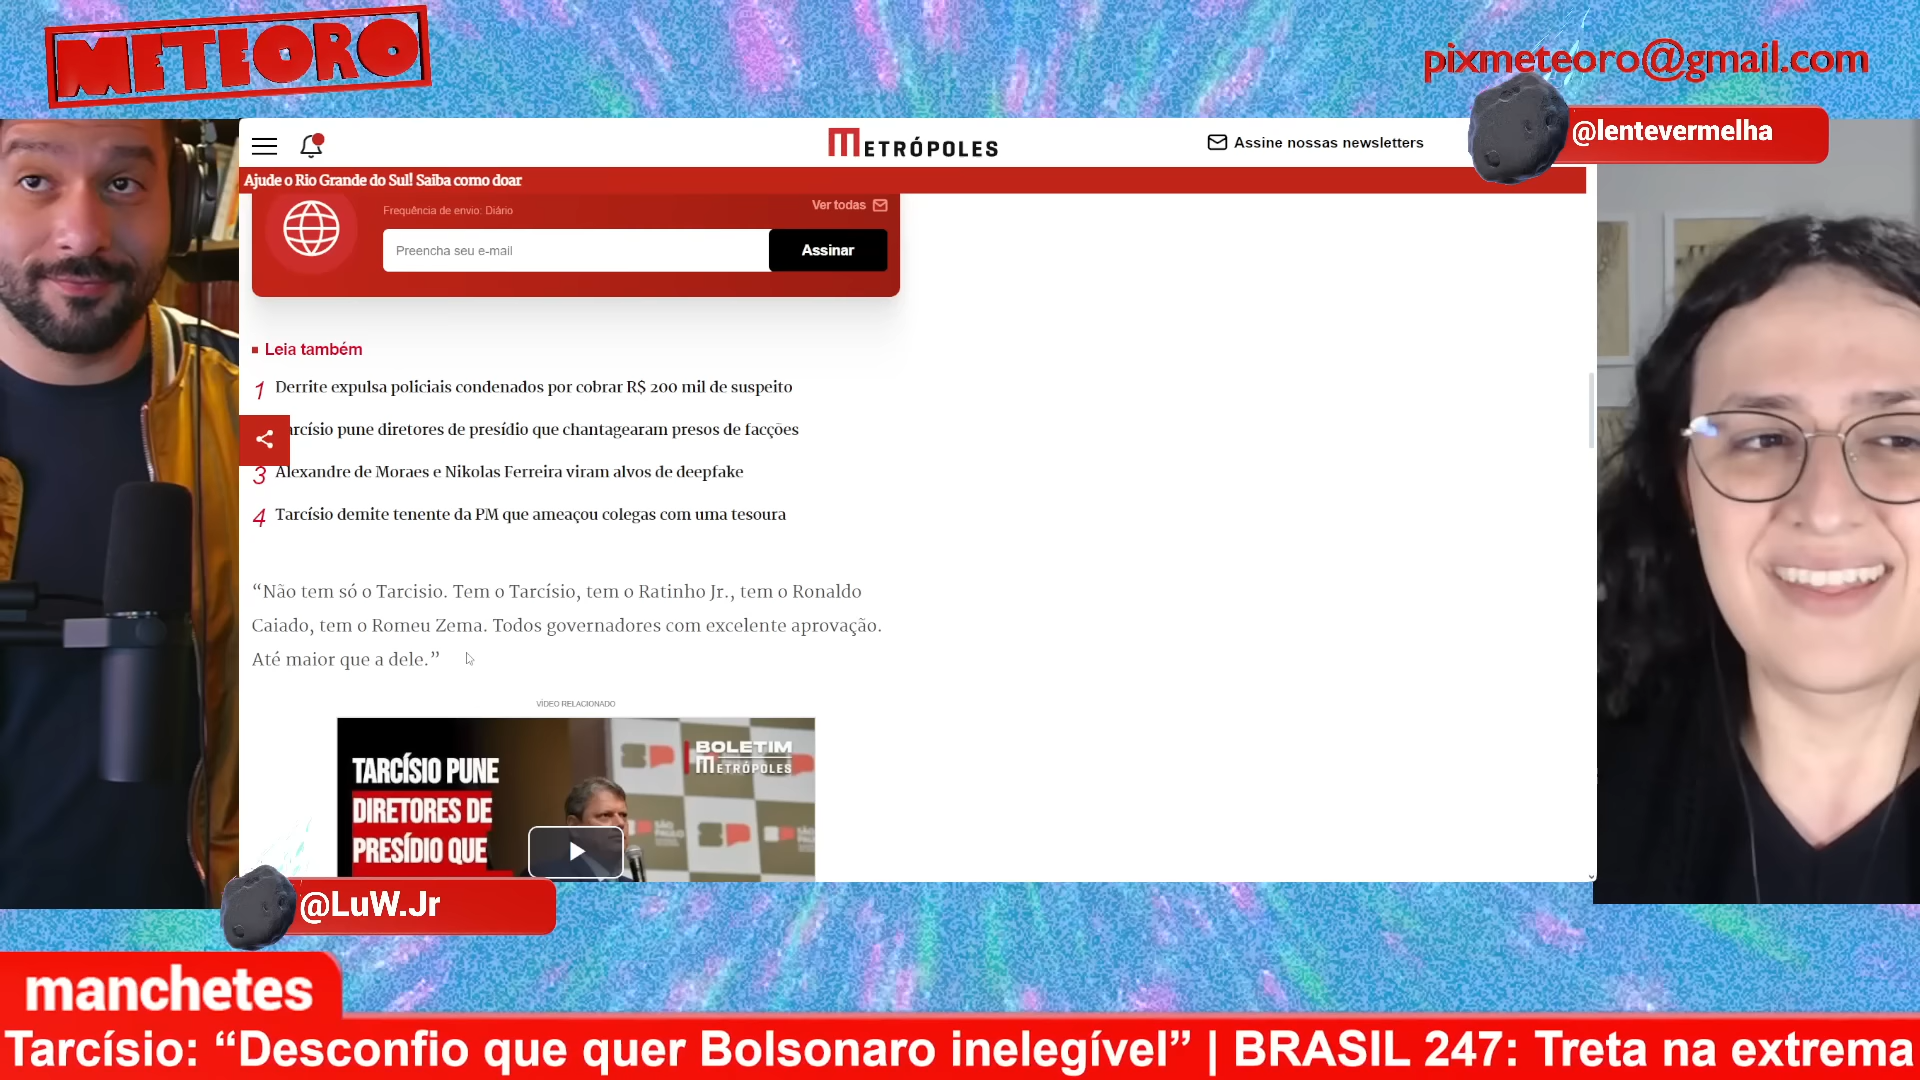 METEORO
pixmeteoro@gmail.com
@lentevermelha
METRÓPOLES
Assine nossas newsletters
Ajude o Rio Grande do Sul! Saiba como doar
Frequência de envio: Diário
Ver todas
Preencha seu e-mail
Assinar
Leia também
1 Derrite expulsa policiais condenados por cobrar R$ 200 mil de suspeito
arcísio pune diretores de presídio que chantagearam presos de facções
3 Alexandre de Moraes e Nikolas Ferreira viram alvos de deepfake
4 Tarcísio demite tenente da PM que ameaçou colegas com uma tesoura
“Não tem só o Tarcisio. Tem o Tarcísio, tem o Ratinho Jr., tem o Ronaldo
Caiado, tem o Romeu Zema. Todos governadores com excelente aprovação.
Até maior que a dele.”
VÍDEO RELACIONADO
TARCÍSIO PUNE
DIRETORES DE
PRESÍDIO QUE
BOLETIM
METRÓPOLES
SP
@LuW.Jr
manchetes
Tarcísio: “Desconfio que quer Bolsonaro inelegível” | BRASIL 247: Treta na extrema